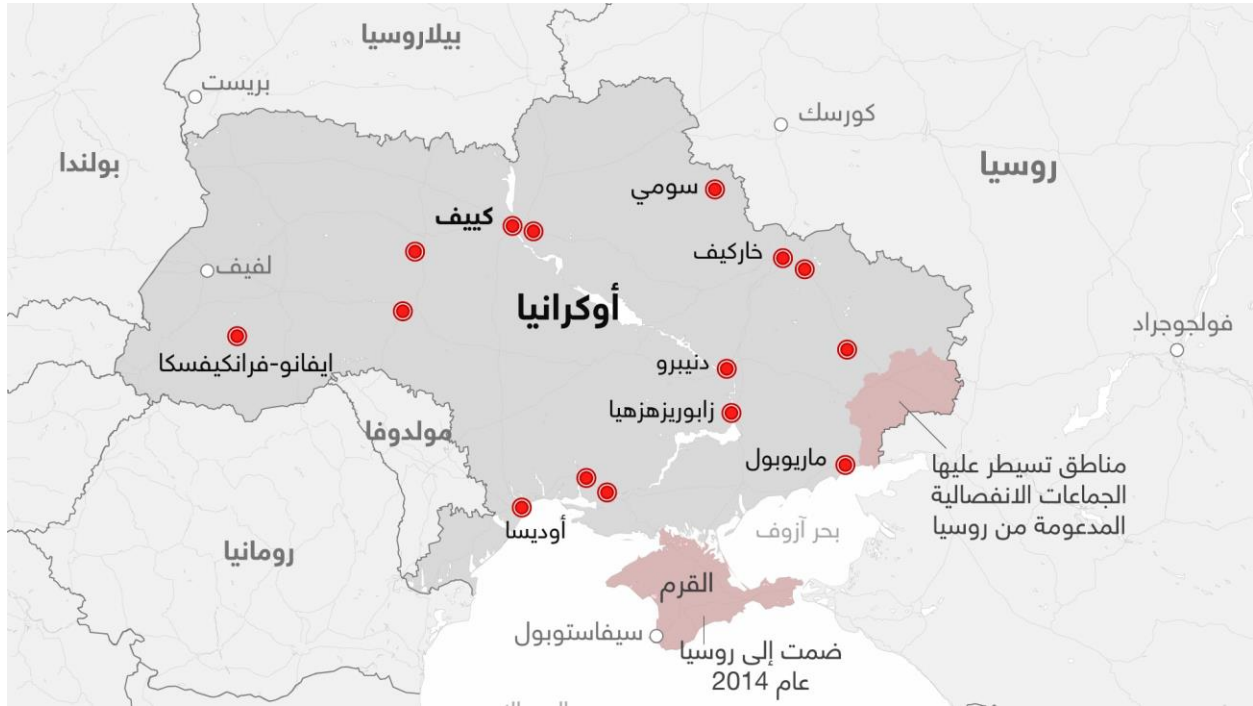 بيلاروسيا
بريست
كورسك
روسيا
بولندا
سومي
كييف
خاركيف
لفيف
أوكرانيا
فولجوجراد
ايفانو-فرانكيفسكا
دنيبرو
زابوريزهزهيا
مولدوفا
ماريوبول
مناطق تسيطر عليها
الجماعات الانفصالية
المدعومة من روسيا
أوديسا
بحر آزوف
رومانيا
القرم
سيفاستوبول
ضمت إلى روسيا
عام 2014